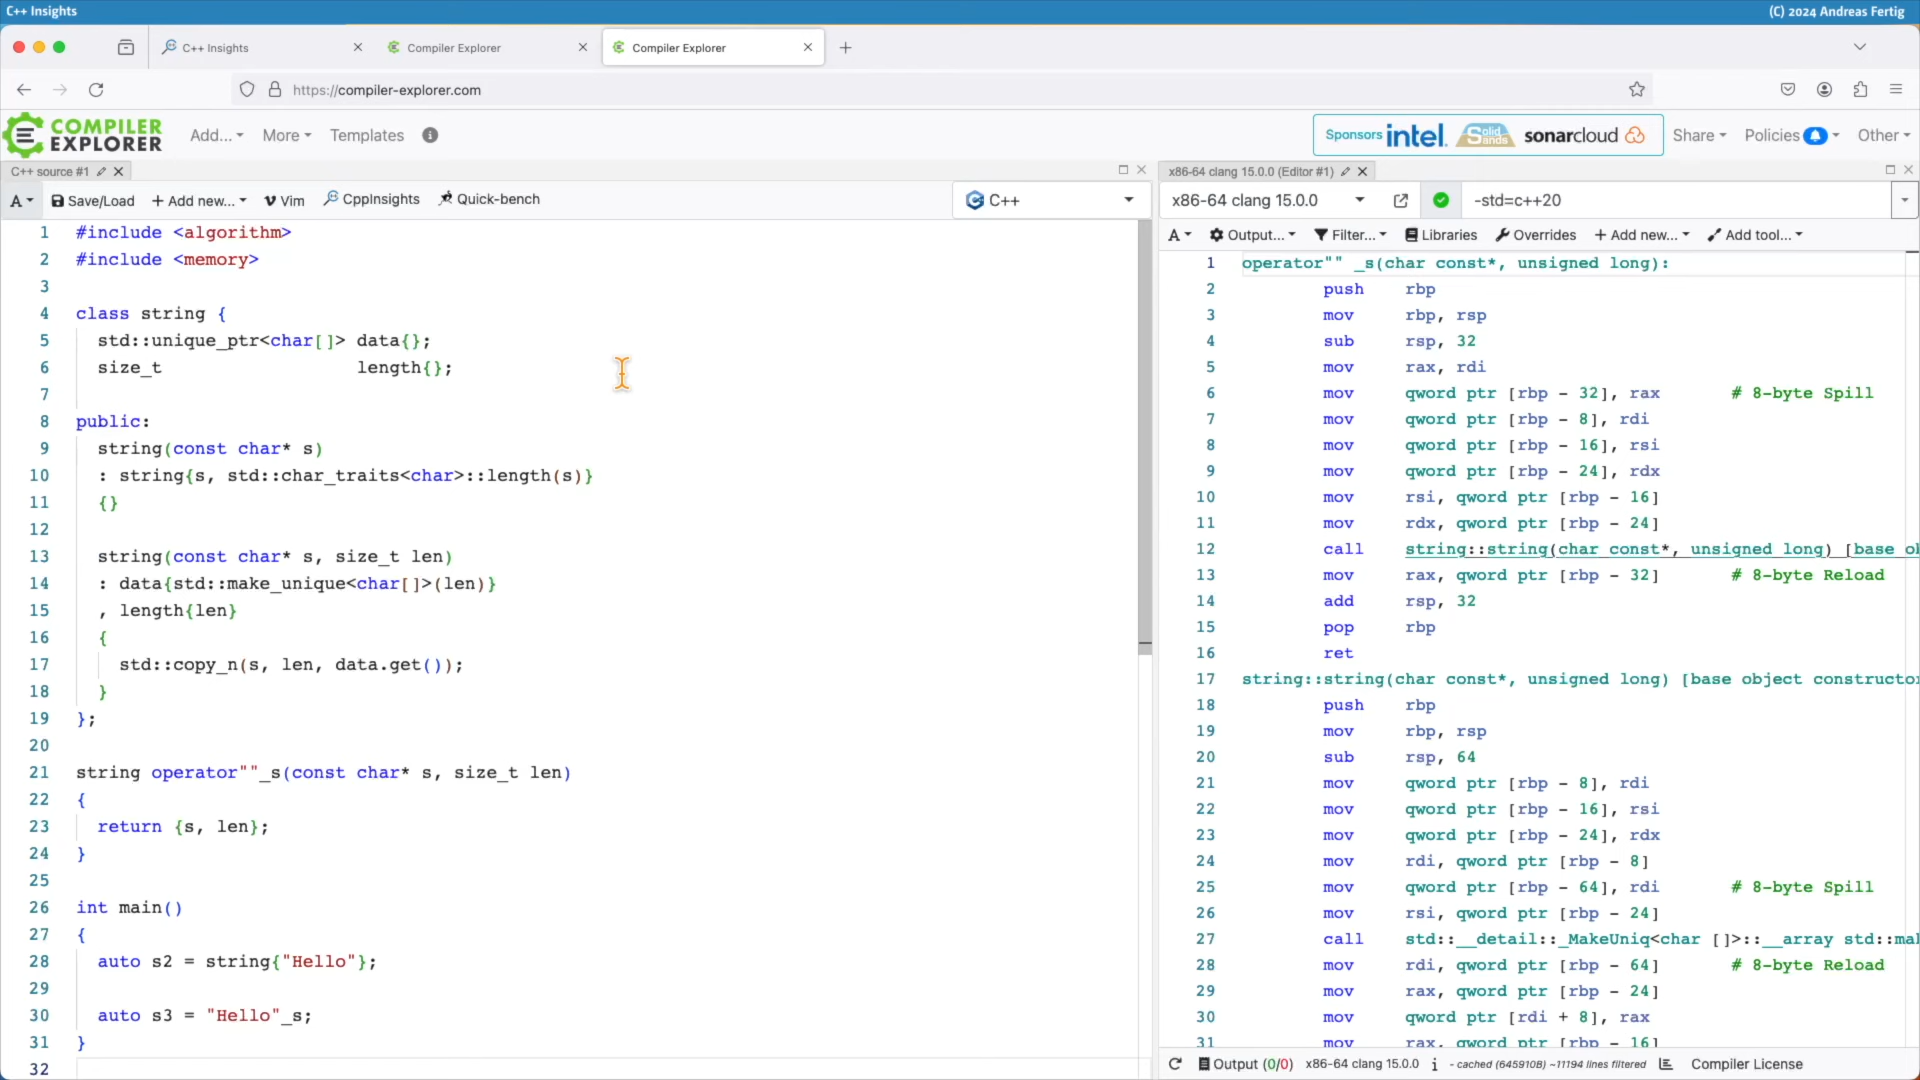 C++ Insights
(C) 2024 Andreas Fertig
C++ Insights
Compiler Explorer
Compiler Explorer
https://compiler-explorer.com
COMPILER
EXPLORER
Add...
More
Templates
Sponsors intel. Solid Sands sonarcloud
Share
Policies
Other
C++ source #1
A
Save/Load
+ Add new...
Vim
CppInsights
Quick-bench
C++
1 #include <algorithm>
2 #include <memory>
3
4 class string {
5 std::unique_ptr<char[]> data{};
6 size_t length{};
7
8 public:
9 string(const char* s)
10 : string{s, std::char_traits<char>::length(s)}
11 {}
12
13 string(const char* s, size_t len)
14 : data{std::make_unique<char[]>(len)}
15 , length{len}
16 {
17 std::copy_n(s, len, data.get());
18 }
19 };
20
21 string operator""_s(const char* s, size_t len)
22 {
23 return {s, len};
24 }
25
26 int main()
27 {
28 auto s2 = string{"Hello"};
29
30 auto s3 = "Hello"_s;
31 }
32
x86-64 clang 15.0.0 (Editor #1)
x86-64 clang 15.0.0
-std=c++20
A
Output...
Filter...
Libraries
Overrides
+ Add new...
Add tool...
1 operator"" _s(char const*, unsigned long):
2 push rbp
3 mov rbp, rsp
4 sub rsp, 32
5 mov rax, rdi
6 mov qword ptr [rbp - 32], rax # 8-byte Spill
7 mov qword ptr [rbp - 8], rdi
8 mov qword ptr [rbp - 16], rsi
9 mov qword ptr [rbp - 24], rdx
10 mov rsi, qword ptr [rbp - 16]
11 mov rdx, qword ptr [rbp - 24]
12 call string::string(char const*, unsigned long) [base ob
13 mov rax, qword ptr [rbp - 32] # 8-byte Reload
14 add rsp, 32
15 pop rbp
16 ret
17 string::string(char const*, unsigned long) [base object constructo
18 push rbp
19 mov rbp, rsp
20 sub rsp, 64
21 mov qword ptr [rbp - 8], rdi
22 mov qword ptr [rbp - 16], rsi
23 mov qword ptr [rbp - 24], rdx
24 mov rdi, qword ptr [rbp - 8]
25 mov qword ptr [rbp - 64], rdi # 8-byte Spill
26 mov rsi, qword ptr [rbp - 24]
27 call std::__detail::_MakeUniq<char []>::__array std::mak
28 mov rdi, qword ptr [rbp - 64] # 8-byte Reload
29 mov rax, qword ptr [rbp - 24]
30 mov qword ptr [rdi + 8], rax
31 mov rax, qword ptr [rbp - 16]
Output (0/0) x86-64 clang 15.0.0 i - cached (645910B) ~11194 lines filtered Compiler License